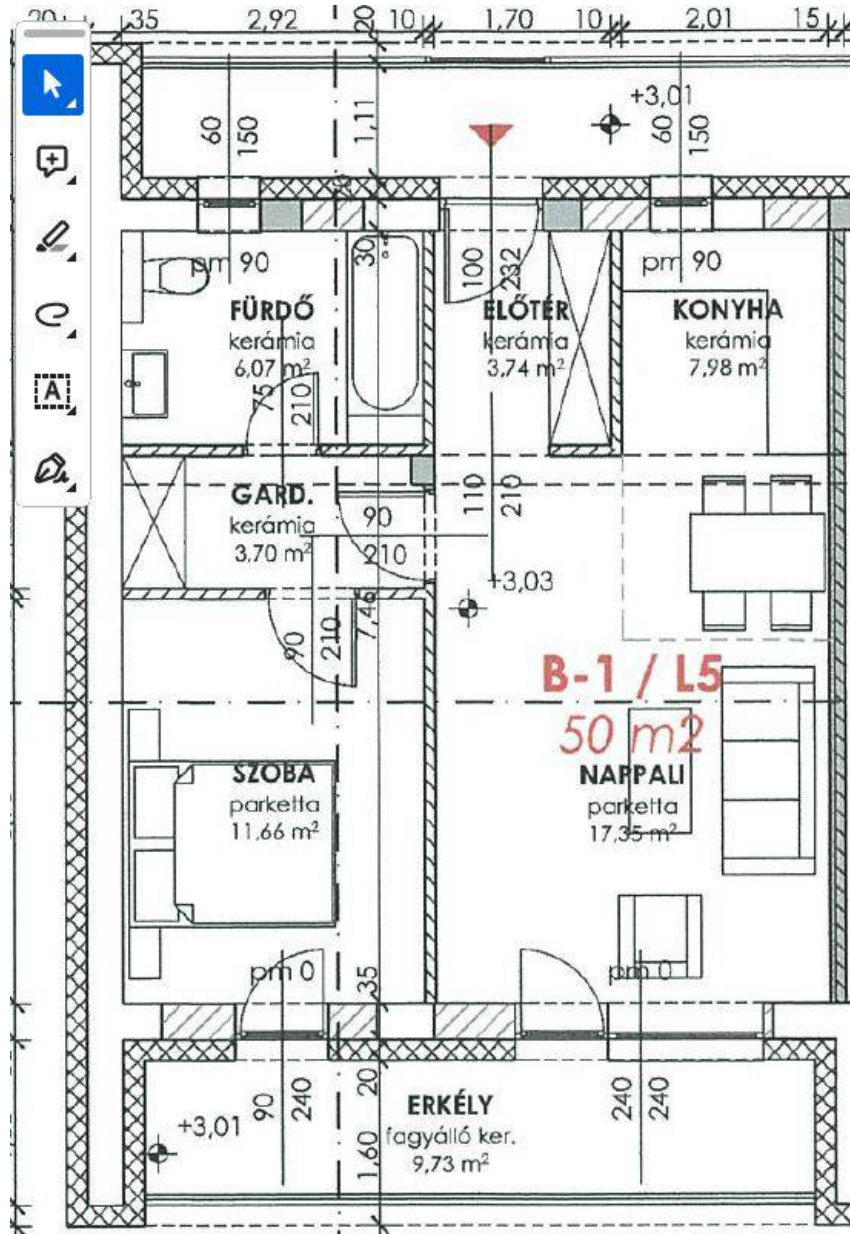 20
35
2,92
20
10
1,70
10
2,01
15
+3,01
60
150
1,11
60
150
pm 90
30
100
232
pm 90
FÜRDŐ
kerámia
6,07 m²
ELŐTÉR
kerámia
3,74 m²
KONYHA
kerámia
7,98 m²
75
210
A
GARD.
kerámia
3,70 m²
90
210
110
210
+3,03
90
210
B-1 / L5
50 m2
SZOBA
parketta
11,66 m²
NAPPALI
parketta
17,35 m²
pm 0
35
pm 0
90
240
20
ERKÉLY
fagyálló ker.
9,73 m²
240
240
+3,01
1,60